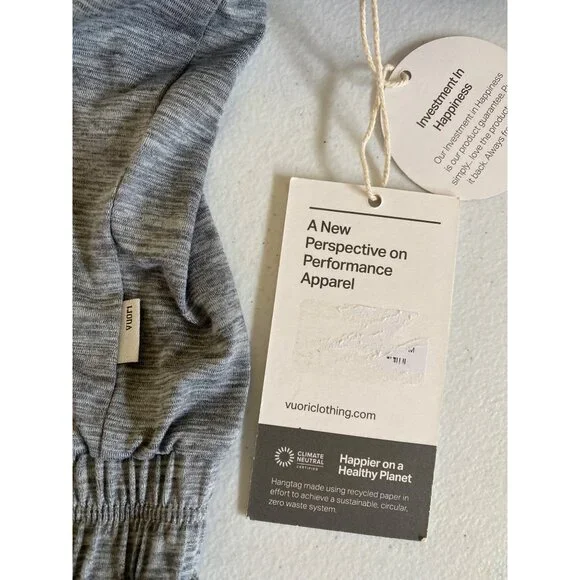 Investment In
Happiness
Our investment in Happiness
is our product guarantee.
simply...love the product
it back. Always
A New
Perspective on
Performance
Apparel
vuoriclothing.com
CLIMATE
NEUTRAL
CERTIFIED
Happier on a
Healthy Planet
Hangtag made using recycled paper in
effort to achieve a sustainable, circular,
zero waste system.
vuori